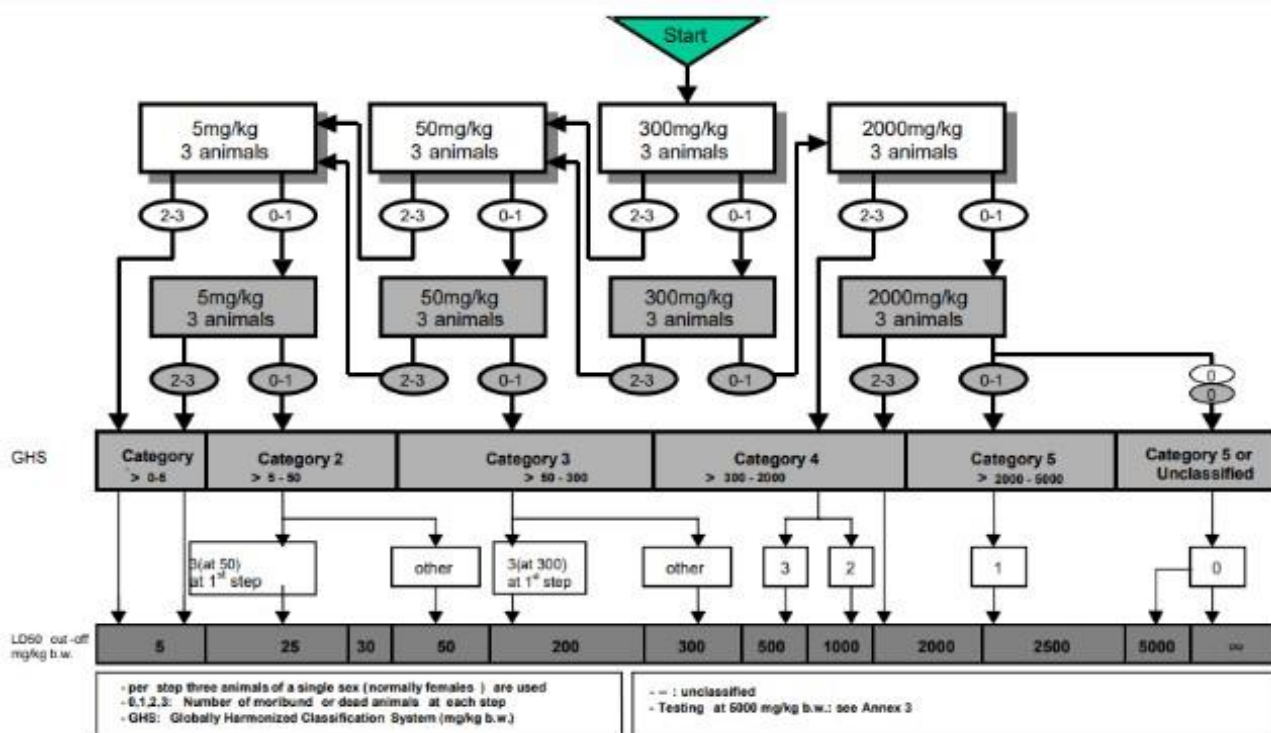 Start
5mg/kg
3 animals
50mg/kg
3 animals
300mg/kg
3 animals
2000mg/kg
3 animals
2-3
0-1
2-3
0-1
2-3
0-1
2-3
0-1
5mg/kg
3 animals
50mg/kg
3 animals
300mg/kg
3 animals
2000mg/kg
3 animals
2-3
0-1
2-3
0-1
2-3
0-1
2-3
0-1
0
0
GHS
Category
> 0-5
Category 2
> 5 - 50
Category 3
> 50 - 300
Category 4
> 300 - 2000
Category 5
> 2000 - 5000
Category 5 or
Unclassified
3(at 50)
at 1st step
other
3(at 300)
at 1st step
other
3
2
1
0
LD50 cut-off
mg/kg b.w.
5
25
30
50
200
300
500
1000
2000
2500
5000
∞
- per step three animals of a single sex (normally females) are used
- 0,1,2,3: Number of moribund or dead animals at each step
- GHS: Globally Harmonized Classification System (mg/kg b.w.)
- ∞ : unclassified
- Testing at 5000 mg/kg b.w.: see Annex 3